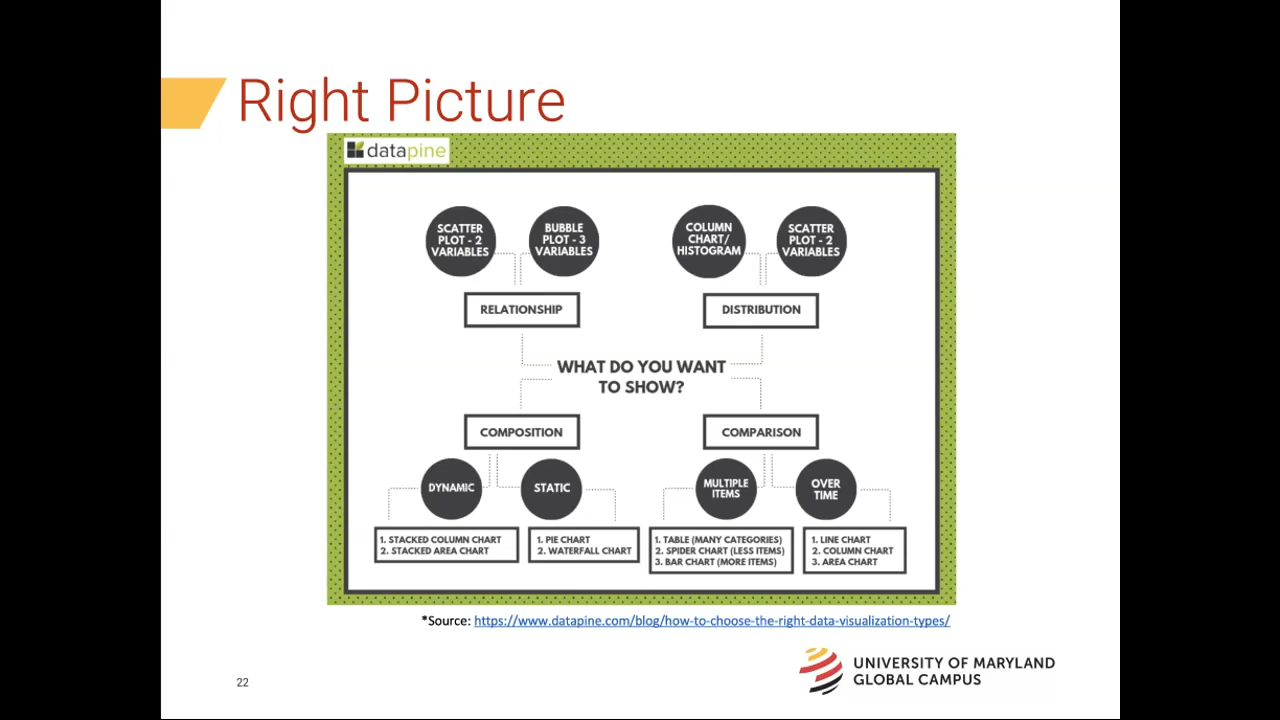 Right Picture
datapine
SCATTER
PLOT - 2
VARIABLES
BUBBLE
PLOT - 3
VARIABLES
COLUMN
CHART/
HISTOGRAM
SCATTER
PLOT - 2
VARIABLES
RELATIONSHIP
DISTRIBUTION
WHAT DO YOU WANT
TO SHOW?
COMPOSITION
COMPARISON
DYNAMIC
STATIC
MULTIPLE
ITEMS
OVER
TIME
1. STACKED COLUMN CHART
2. STACKED AREA CHART
1. PIE CHART
2. WATERFALL CHART
1. TABLE (MANY CATEGORIES)
2. SPIDER CHART (LESS ITEMS)
3. BAR CHART (MORE ITEMS)
1. LINE CHART
2. COLUMN CHART
3. AREA CHART
*Source: https://www.datapine.com/blog/how-to-choose-the-right-data-visualization-types/
22
UNIVERSITY OF MARYLAND
GLOBAL CAMPUS